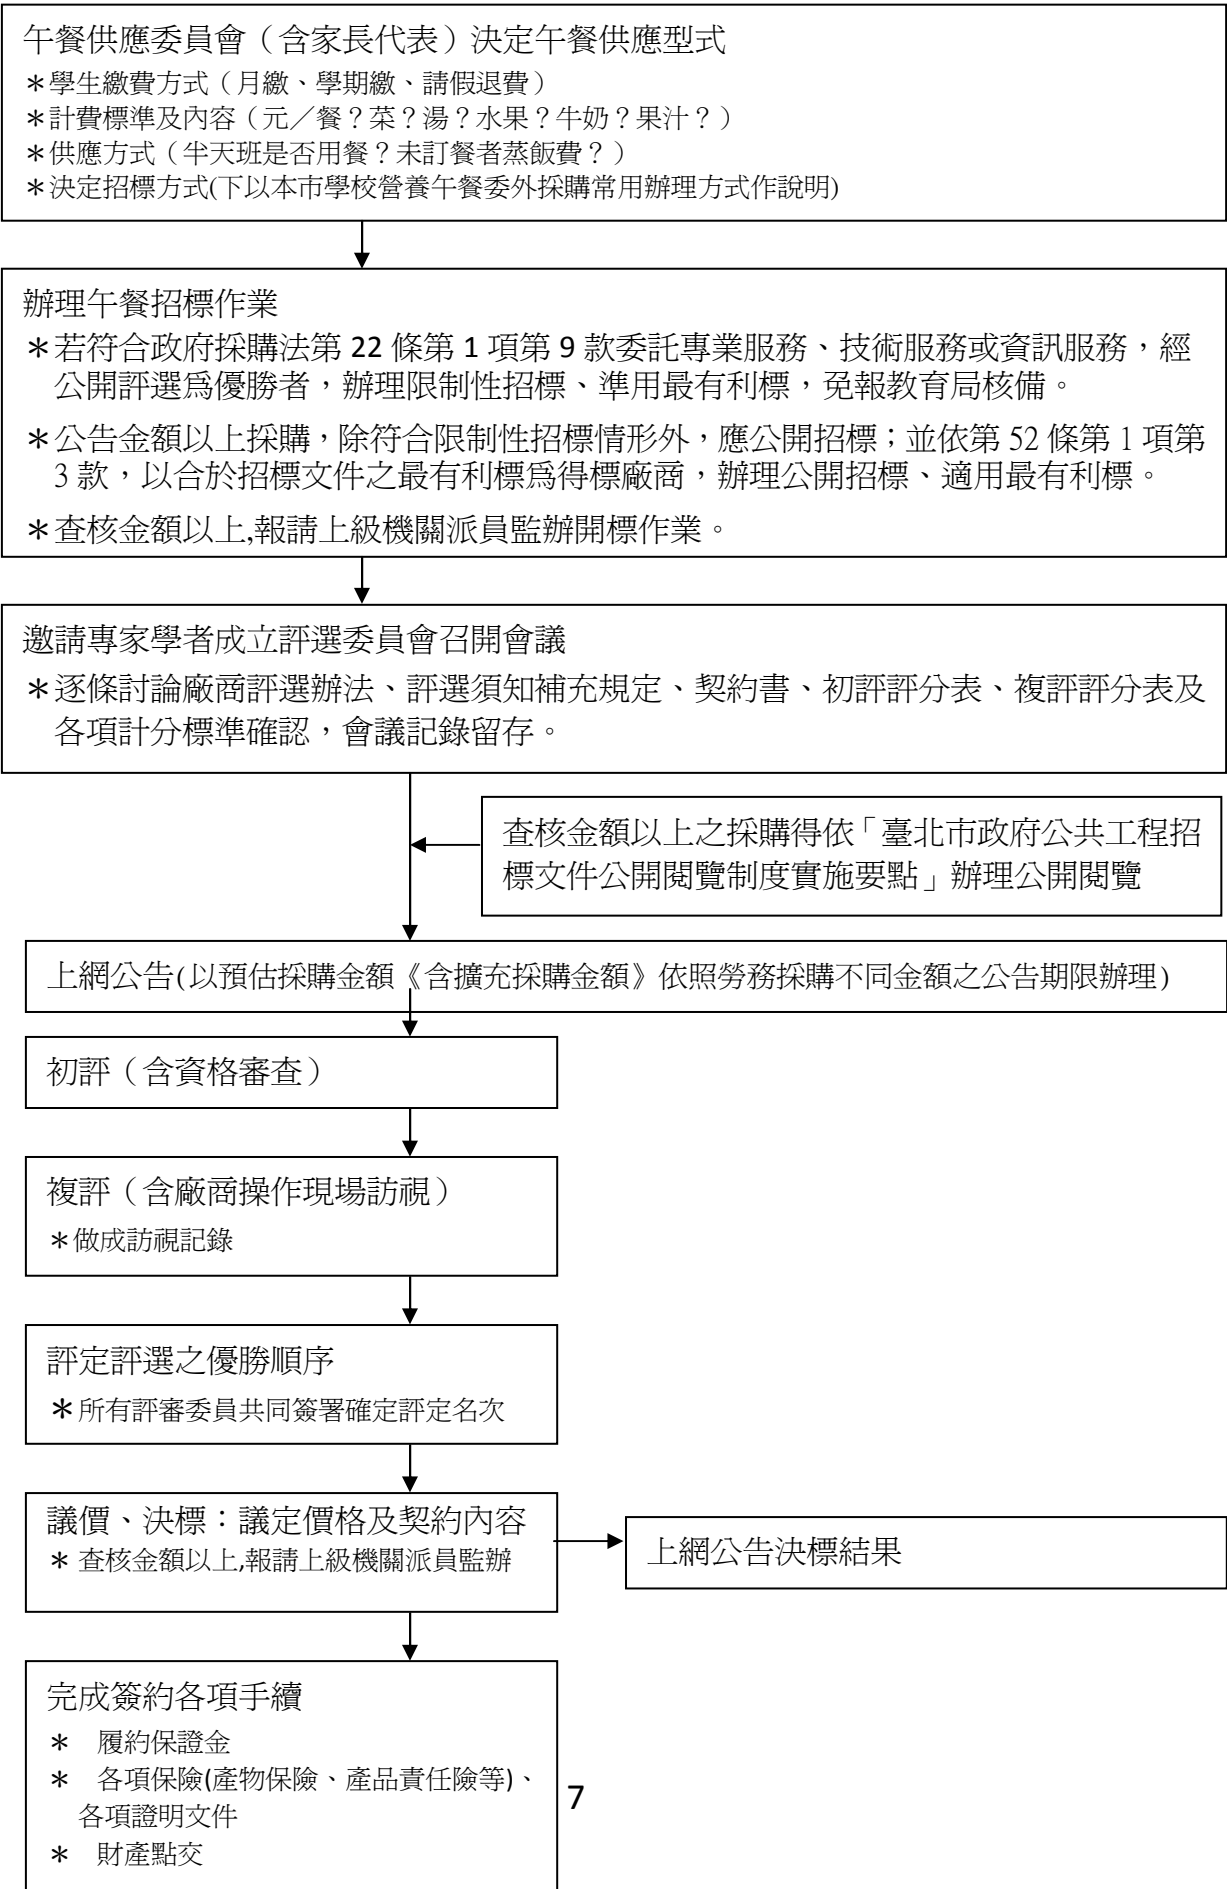 午餐供應委員會（含家長代表）決定午餐供應型式
＊學生繳費方式（月繳、學期繳、請假退費）
＊計費標準及內容（元／餐？菜？湯？水果？牛奶？果汁？）
＊供應方式（半天班是否用餐？未訂餐者蒸飯費？）
＊決定招標方式(下以本市學校營養午餐委外採購常用辦理方式作說明)
辦理午餐招標作業
＊若符合政府採購法第 22 條第 1 項第 9 款委託專業服務、技術服務或資訊服務，經
公開評選為優勝者，辦理限制性招標、準用最有利標，免報教育局核備。
＊公告金額以上採購，除符合限制性招標情形外，應公開招標；並依第 52 條第 1 項第
3 款，以合於招標文件之最有利標為得標廠商，辦理公開招標、適用最有利標。
＊查核金額以上,報請上級機關派員監辦開標作業。
邀請專家學者成立評選委員會召開會議
＊逐條討論廠商評選辦法、評選須知補充規定、契約書、初評評分表、複評評分表及
各項計分標準確認，會議記錄留存。
查核金額以上之採購得依「臺北市政府公共工程招
標文件公開閱覽制度實施要點」辦理公開閱覽
上網公告(以預估採購金額《含擴充採購金額》依照勞務採購不同金額之公告期限辦理)
初評（含資格審查）
複評（含廠商操作現場訪視）
＊做成訪視記錄
評定評選之優勝順序
＊所有評審委員共同簽署確定評定名次
議價、決標：議定價格及契約內容
＊ 查核金額以上,報請上級機關派員監辦
上網公告決標結果
完成簽約各項手續
＊ 履約保證金
＊ 各項保險(產物保險、產品責任險等)、
各項證明文件
＊ 財產點交
7